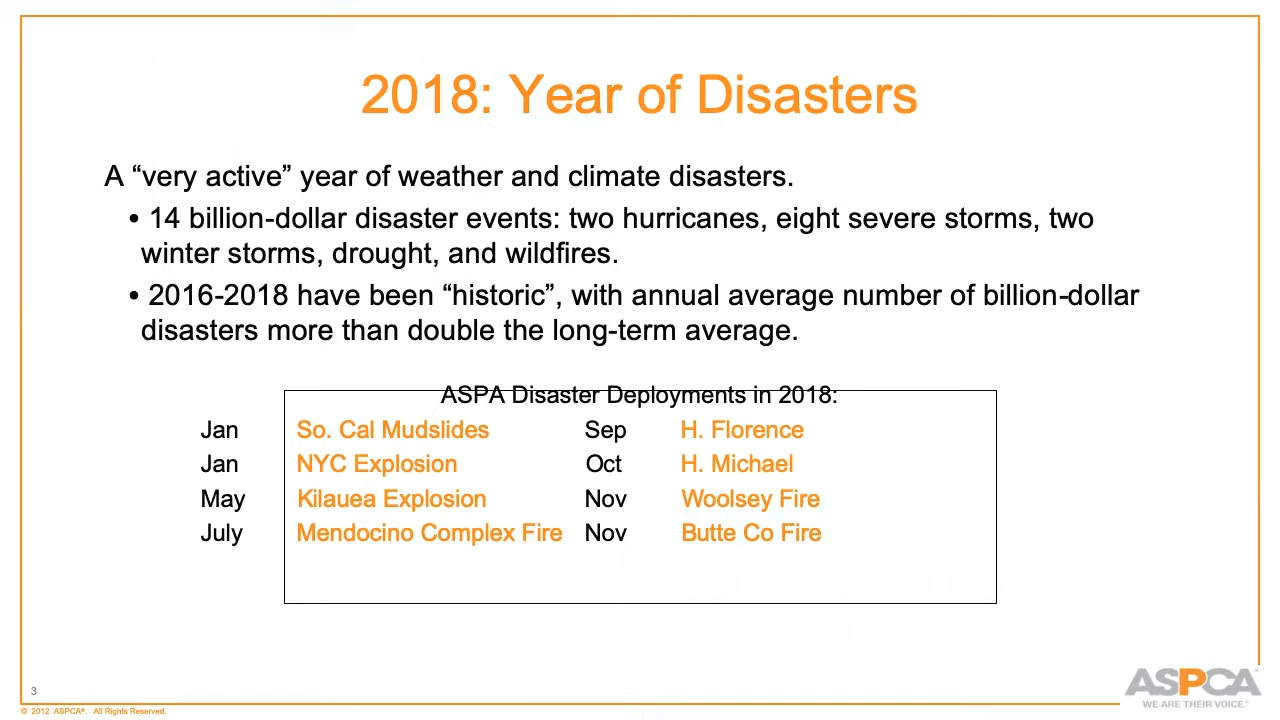 2018: Year of Disasters
A “very active” year of weather and climate disasters.
• 14 billion-dollar disaster events: two hurricanes, eight severe storms, two
winter storms, drought, and wildfires.
• 2016-2018 have been “historic”, with annual average number of billion-dollar
disasters more than double the long-term average.
ASPA Disaster Deployments in 2018:
Jan So. Cal Mudslides Sep H. Florence
Jan NYC Explosion Oct H. Michael
May Kilauea Explosion Nov Woolsey Fire
July Mendocino Complex Fire Nov Butte Co Fire
3
© 2012 ASPCA®. All Rights Reserved.
ASPCA
WE ARE THEIR VOICE.®